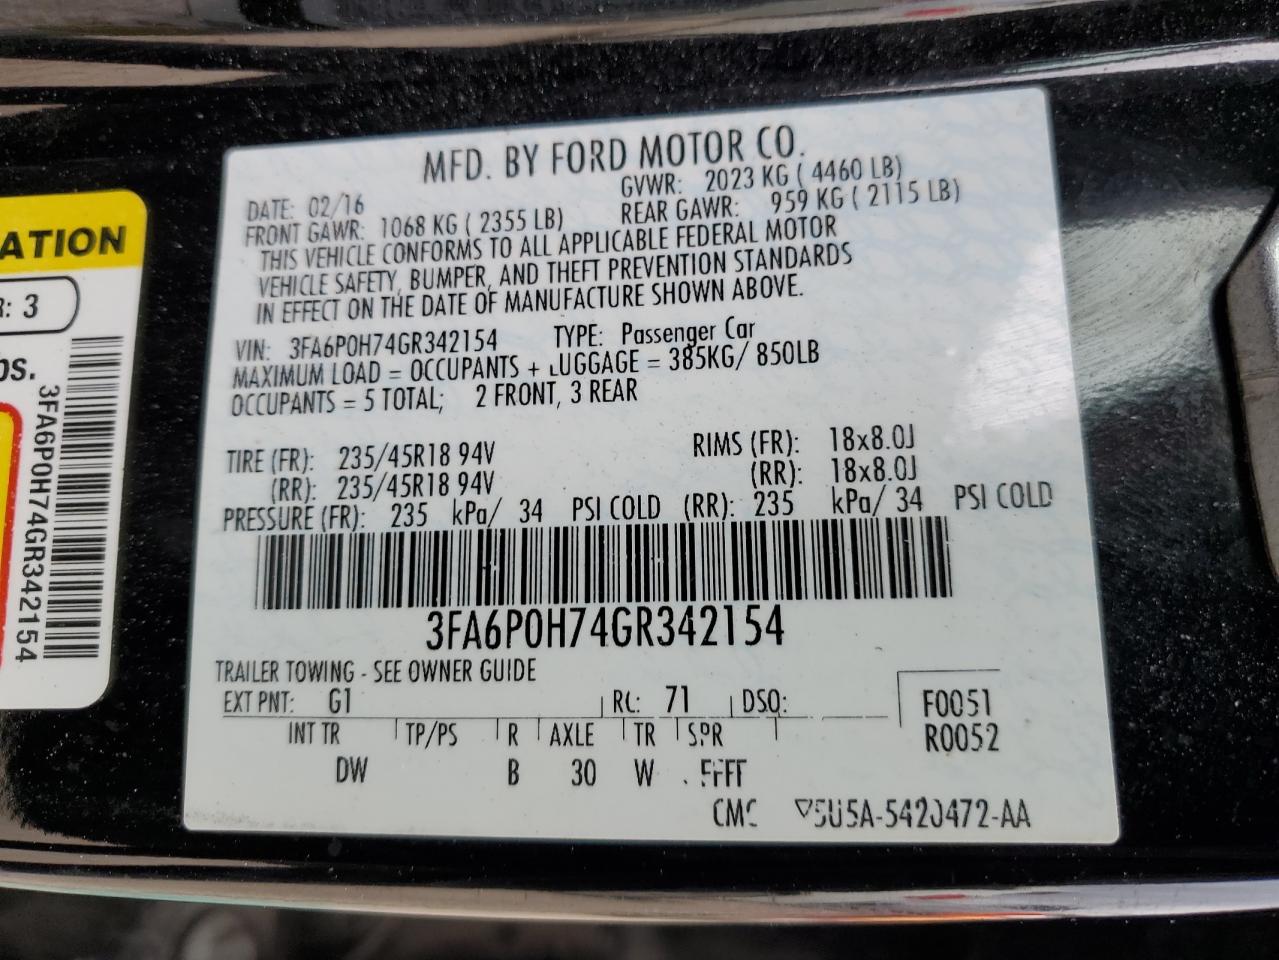 MFD. BY FORD MOTOR CO.
DATE: 02/16 GVWR: 2023 KG ( 4460 LB)
FRONT GAWR: 1068 KG ( 2355 LB) REAR GAWR: 959 KG ( 2115 LB)
THIS VEHICLE CONFORMS TO ALL APPLICABLE FEDERAL MOTOR
VEHICLE SAFETY, BUMPER, AND THEFT PREVENTION STANDARDS
IN EFFECT ON THE DATE OF MANUFACTURE SHOWN ABOVE.
VIN: 3FA6P0H74GR342154 TYPE: Passenger Car
MAXIMUM LOAD = OCCUPANTS + LUGGAGE = 385KG/ 850LB
OCCUPANTS = 5 TOTAL; 2 FRONT, 3 REAR
TIRE (FR): 235/45R18 94V RIMS (FR): 18x8.0J
(RR): 235/45R18 94V (RR): 18x8.0J
PRESSURE (FR): 235 kPa/ 34 PSI COLD (RR): 235 kPa/ 34 PSI COLD
3FA6P0H74GR342154
TRAILER TOWING - SEE OWNER GUIDE
EXT PNT: G1 RC: 71 DSO:
F0051
R0052
INT TR TP/PS R AXLE TR SPR
DW B 30 W FFFF
5U5A-5420472-AA
ATION
R: 3
bs.
3FA6P0H74GR342154